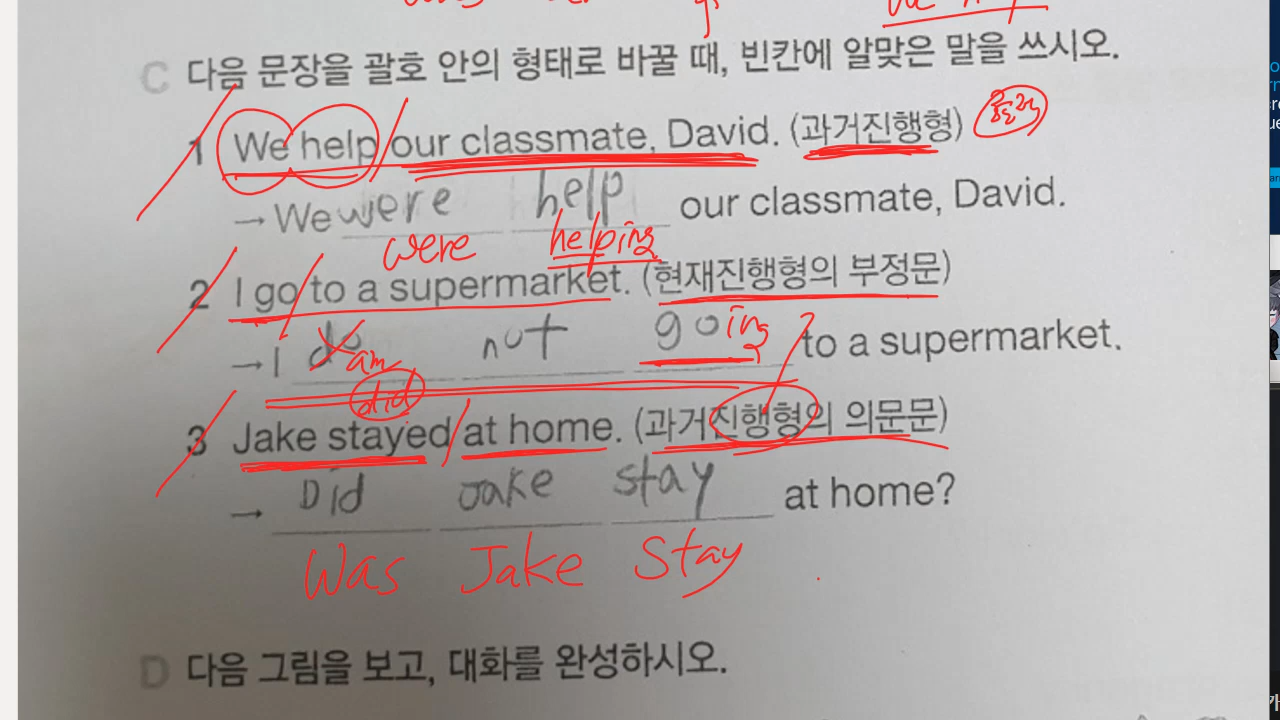 C 다음 문장을 괄호 안의 형태로 바꿀 때, 빈칸에 알맞은 말을 쓰시오.
1 We help our classmate, David. (과거진행형)
→ We were help our classmate, David.
were helping
2 I go to a supermarket. (현재진행형의 부정문)
→ I do not going to a supermarket.
am
did
3 Jake stayed at home. (과거진행형의 의문문)
→ Did Jake stay at home?
Was Jake Stay
D 다음 그림을 보고, 대화를 완성하시오.